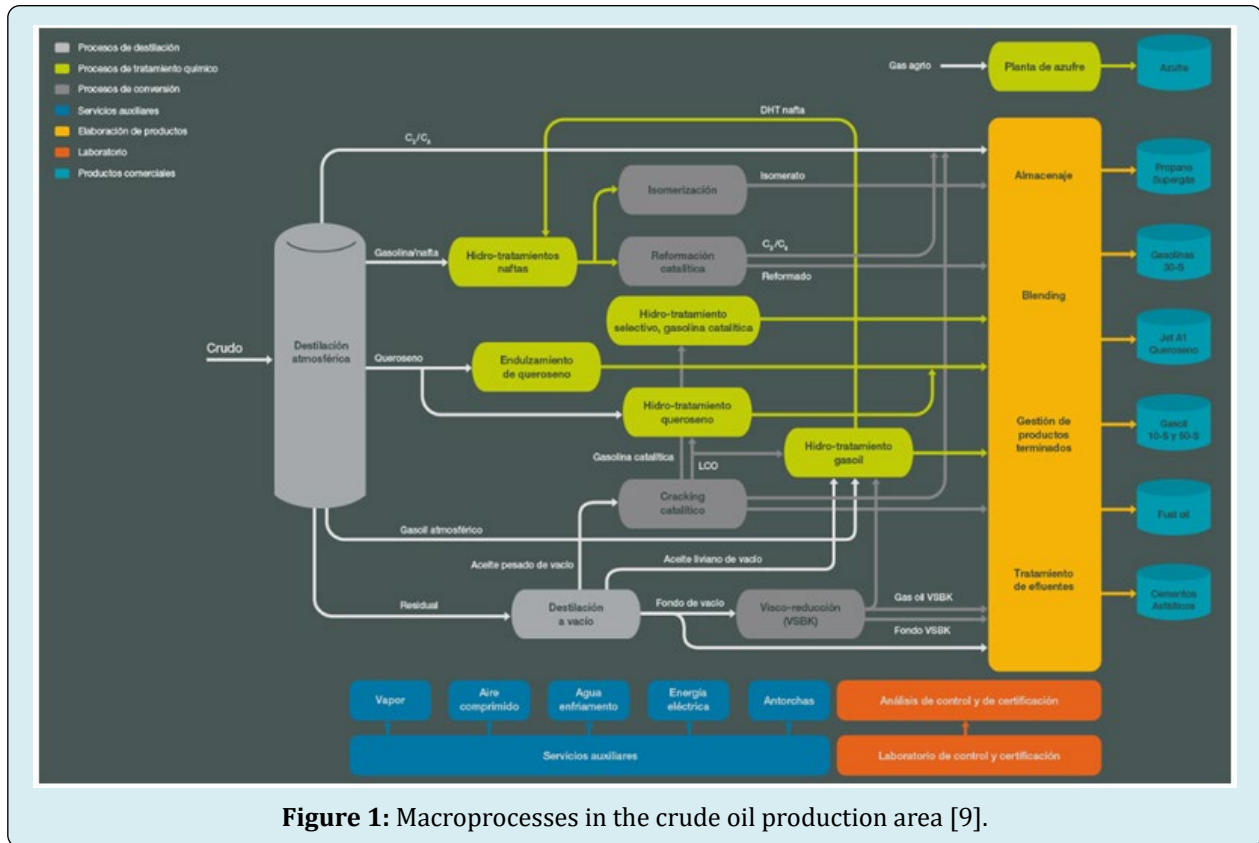 Procesos de destilación
Procesos de tratamiento químico
Procesos de conversión
Servicios auxiliares
Elaboración de productos
Laboratorio
Productos comerciales
Gas agrio
Planta de azufre
Azufre
DHT nafta
C₃/C₄
Isomerización
Isomerato
Almacenaje
Propano
Supergás
Gasolina/nafta
Hidro-tratamientos
naftas
Reformación
catalítica
C₃/C₄
Reformado
Gasolinas
30-S
Blending
Hidro-tratamiento
selectivo, gasolina catalítica
Crudo
Destilación
atmosférica
Queroseno
Endulzamiento
de queroseno
Jet A1
Queroseno
Hidro-tratamiento
queroseno
Gestión de
productos
terminados
Gasoil
10-S y 50-S
Gasolina catalítica
LCO
Hidro-tratamiento
gasoil
Cracking
catalítico
Fuel oil
Gasoil atmosférico
Aceite pesado de vacío
Aceite liviano de vacío
Tratamiento
de efluentes
Cementos
Asfálticos
Residual
Destilación
a vacío
Fondo de vacío
Visco-reducción
(VSBK)
Gas oil VSBK
Fondo VSBK
Vapor
Aire
comprimido
Agua
enfriamento
Energía
eléctrica
Antorchas
Análisis de control y de certificación
Servicios auxiliares
Laboratorio de control y certificación
Figure 1: Macroprocesses in the crude oil production area [9].